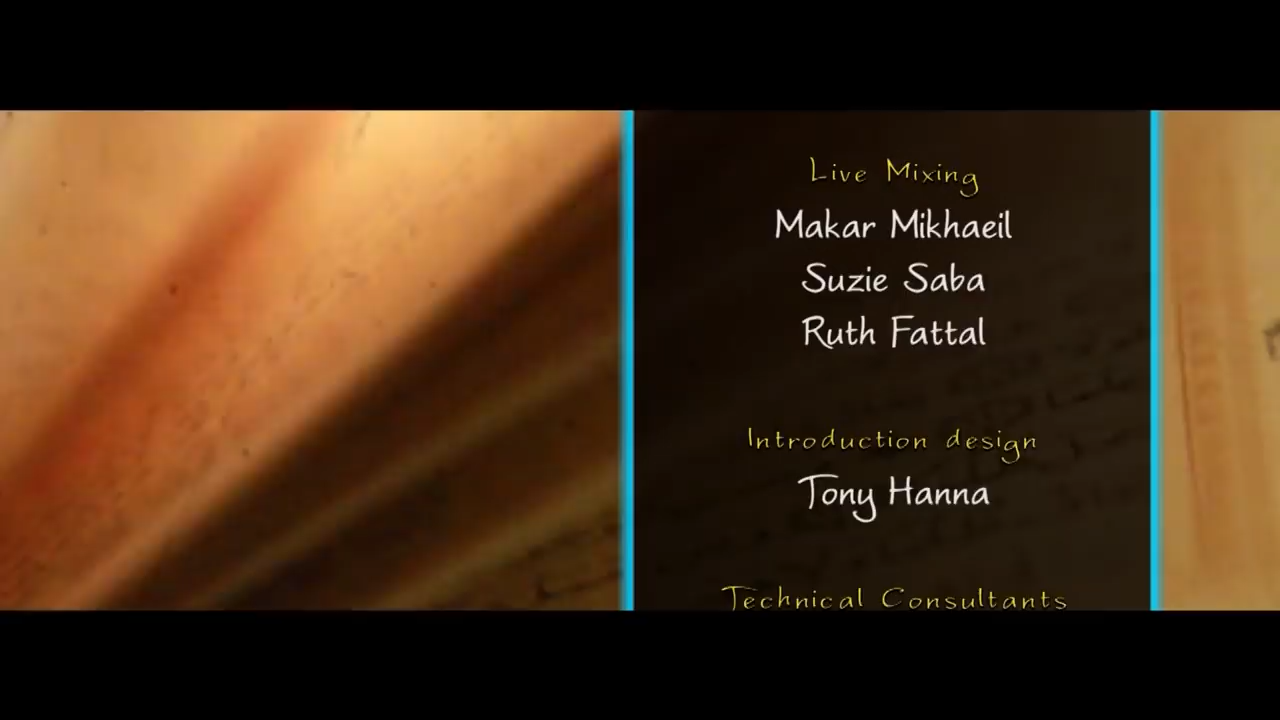 Live Mixing
Makar Mikhaeil
Suzie Saba
Ruth Fattal
Introduction design
Tony Hanna
Technical Consultants